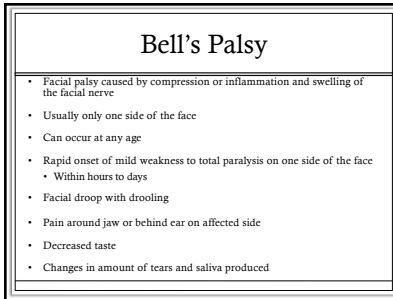 Bell’s Palsy
• Facial palsy caused by compression or inflammation and swelling of
the facial nerve
• Usually only one side of the face
• Can occur at any age
• Rapid onset of mild weakness to total paralysis on one side of the face
• Within hours to days
• Facial droop with drooling
• Pain around jaw or behind ear on affected side
• Decreased taste
• Changes in amount of tears and saliva produced